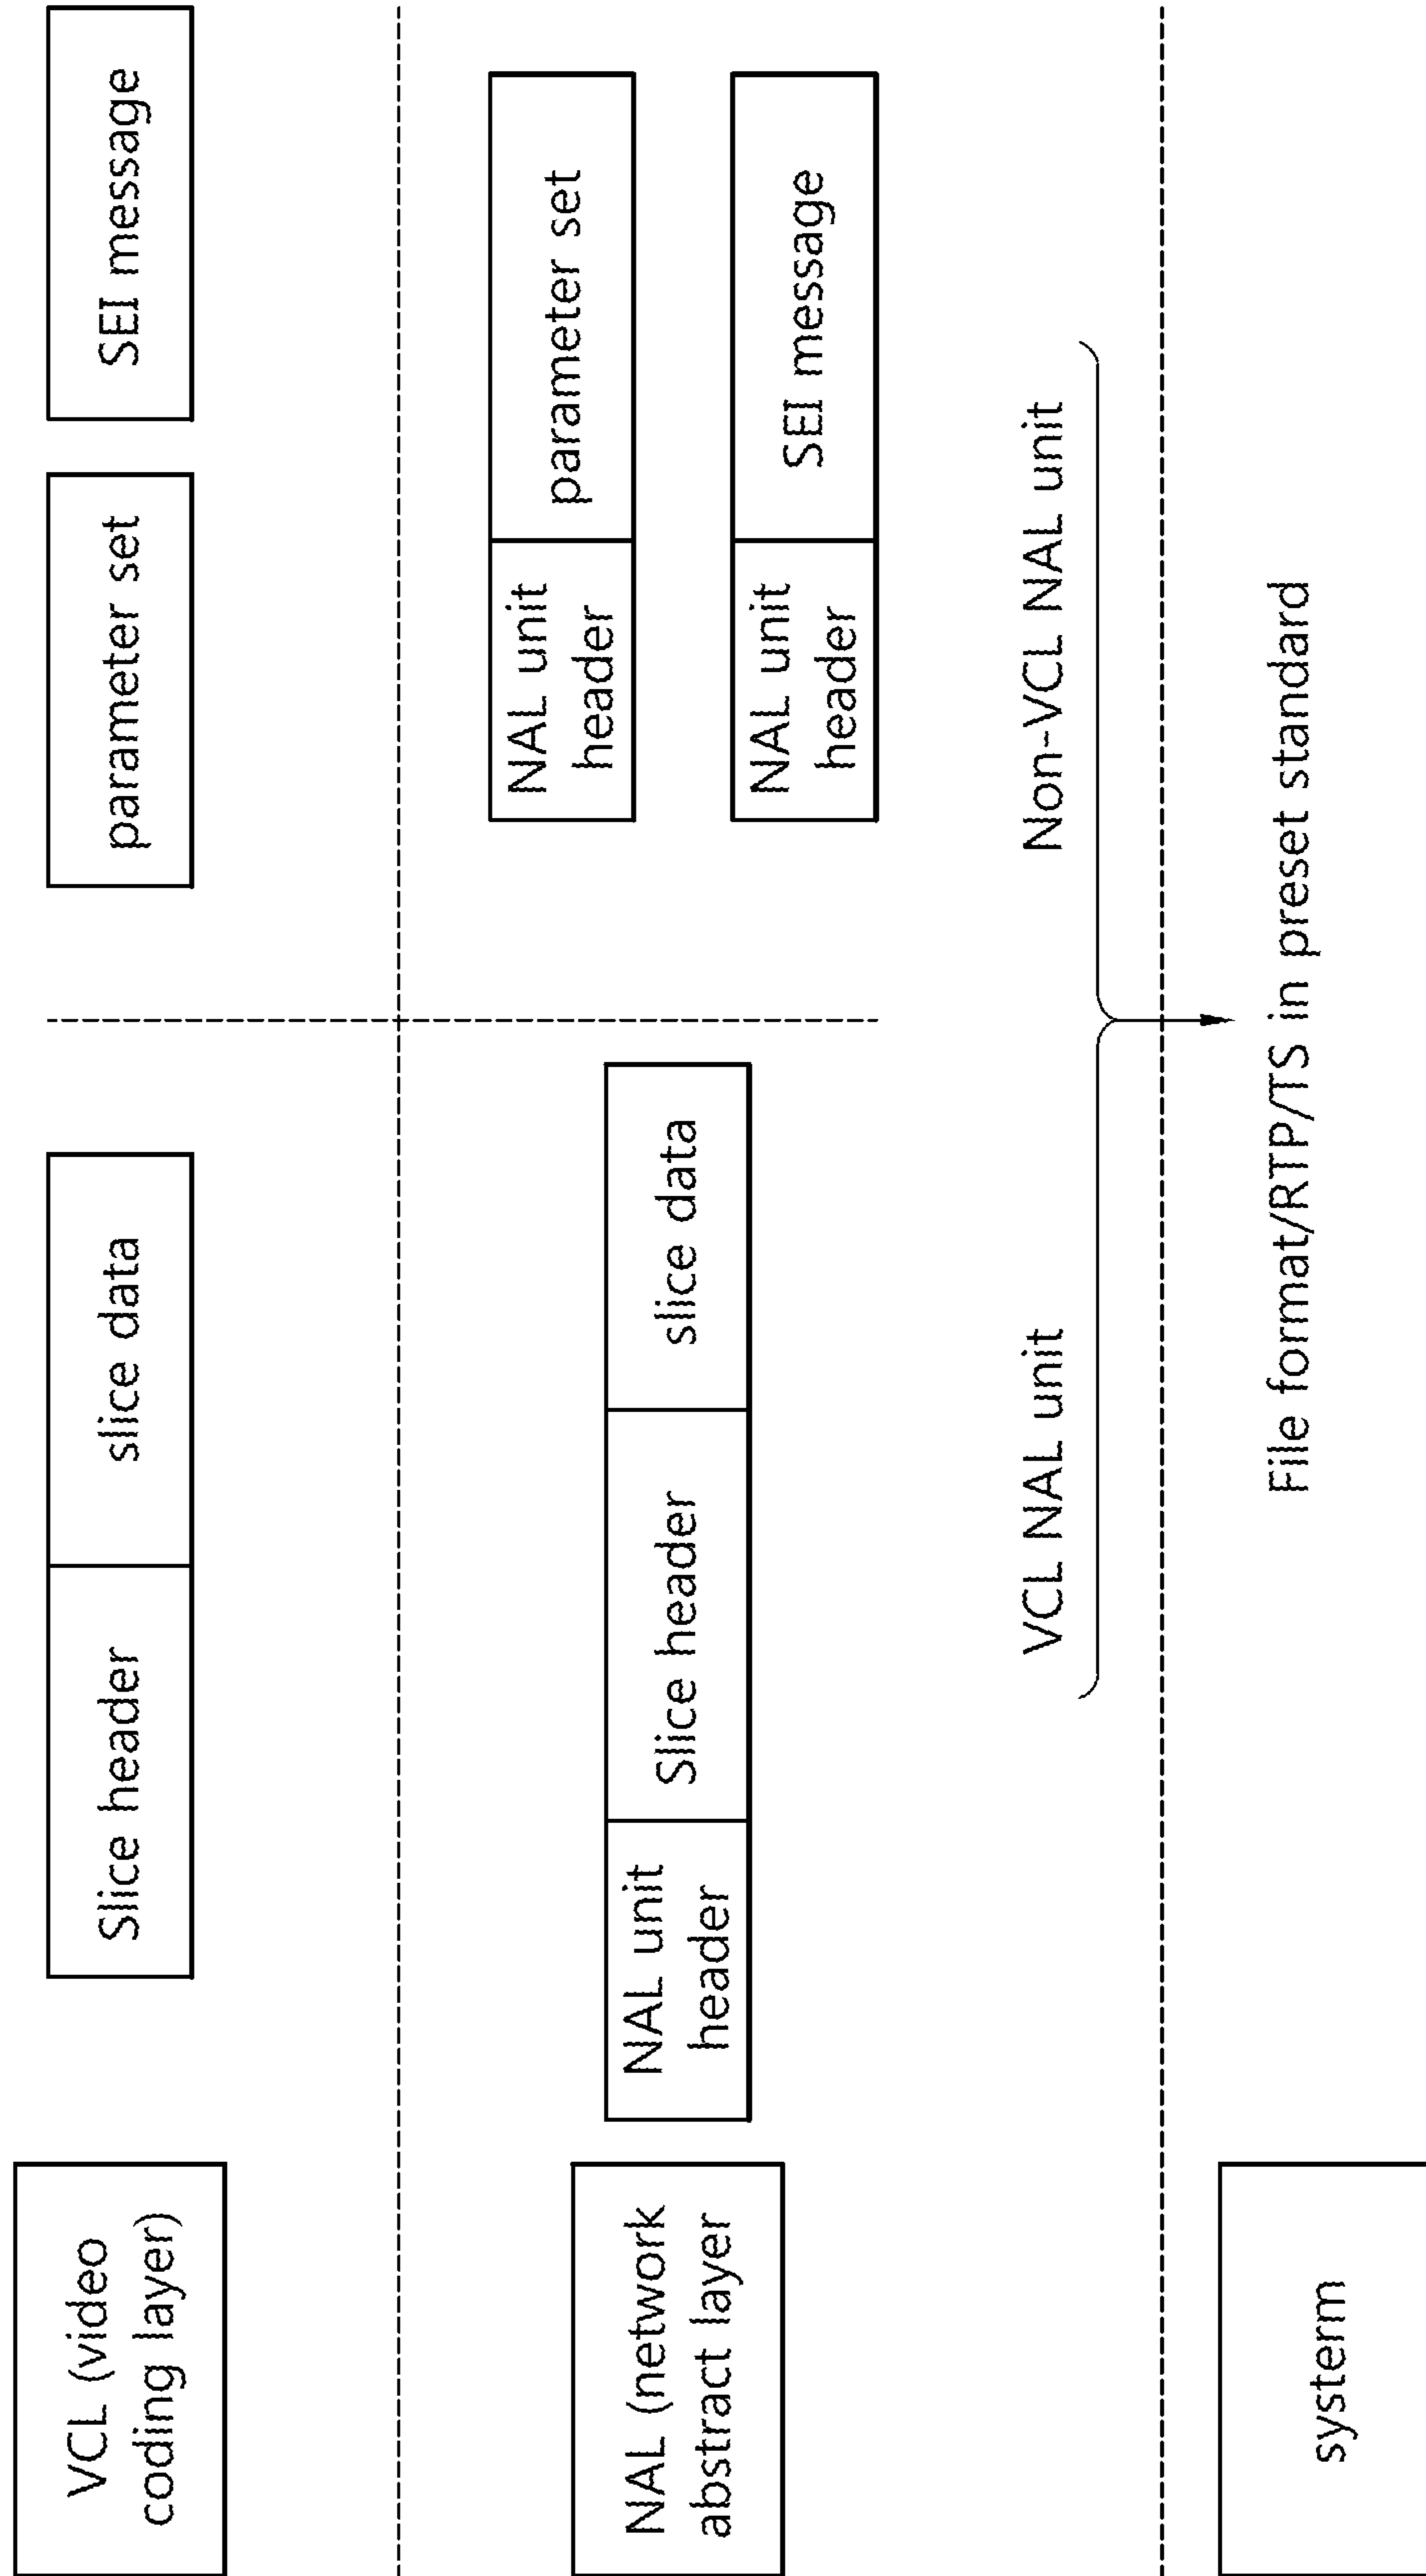 VCL (video
coding layer)
Slice header
slice data
parameter set
SEI message
NAL (network
abstract layer
NAL unit
header
Slice header
slice data
NAL unit
header
parameter set
NAL unit
header
SEI message
VCL NAL unit
Non-VCL NAL unit
systerm
File format/RTP/TS in preset standard